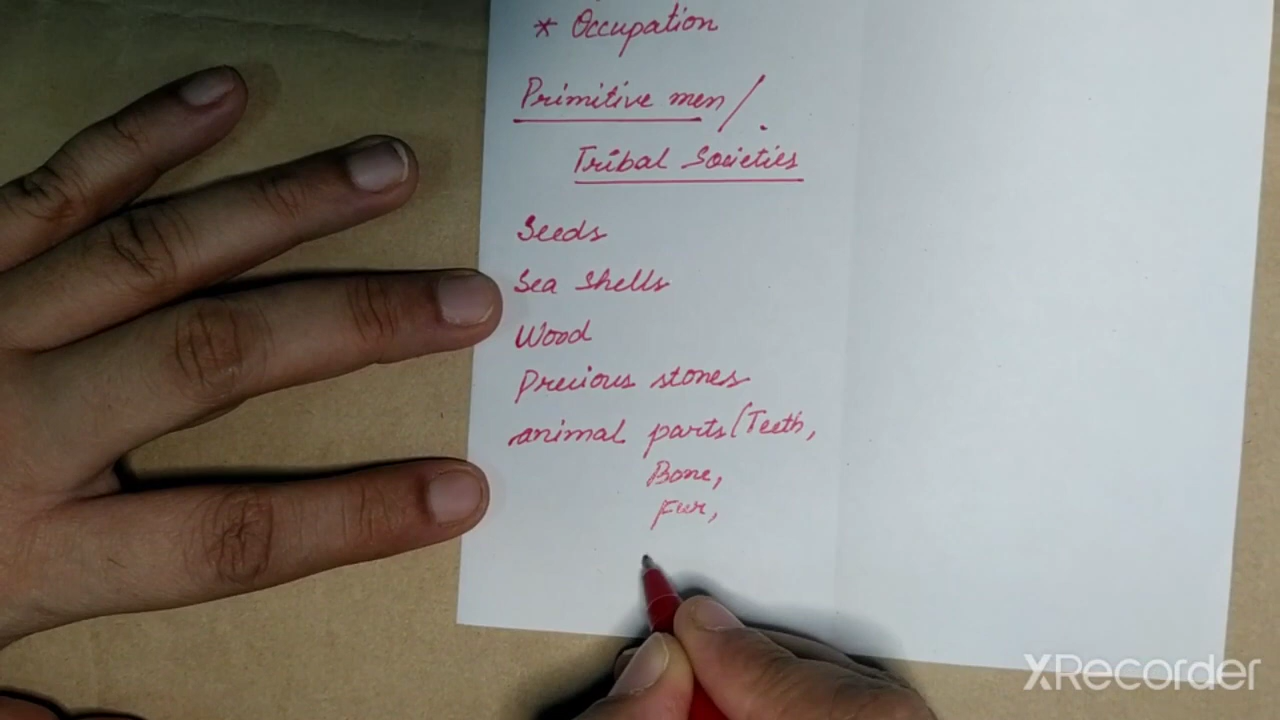 * Occupation
Primitive men /
Tribal Societies
Seeds
Sea Shells
Wood
Precious stones
animal parts (Teeth,
Bone,
Fur,
XRecorder